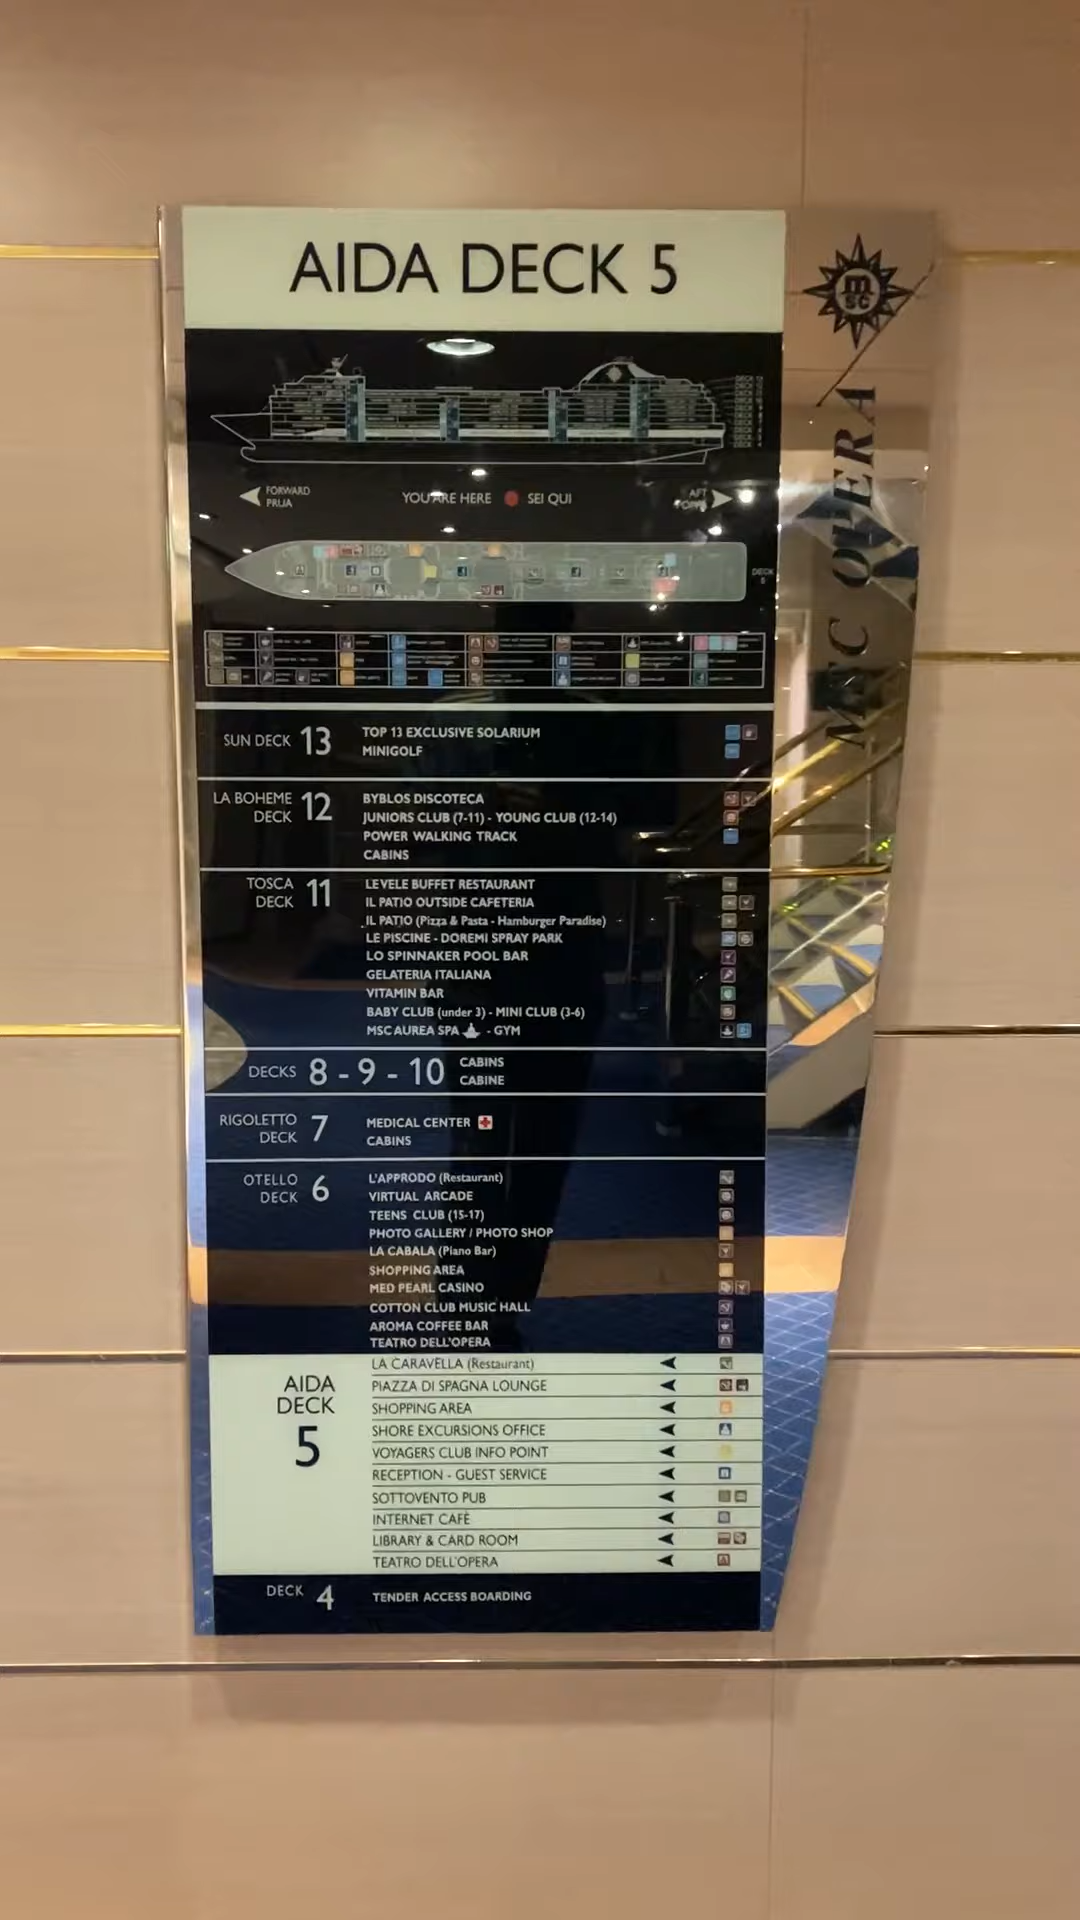 AIDA DECK 5
msc
MSC OPERA
FORWARD
PRUA
YOU ARE HERE SEI QUI
AFT
DECK
5
SUN DECK 13
TOP 13 EXCLUSIVE SOLARIUM
MINIGOLF
LA BOHEME
DECK 12
BYBLOS DISCOTECA
JUNIORS CLUB (7-11) - YOUNG CLUB (12-14)
POWER WALKING TRACK
CABINS
TOSCA
DECK 11
LE VELE BUFFET RESTAURANT
IL PATIO OUTSIDE CAFETERIA
IL PATIO (Pizza & Pasta - Hamburger Paradise)
LE PISCINE - DOREMI SPRAY PARK
LO SPINNAKER POOL BAR
GELATERIA ITALIANA
VITAMIN BAR
BABY CLUB (under 3) - MINI CLUB (3-6)
MSC AUREA SPA - GYM
DECKS 8 - 9 - 10
CABINS
CABINE
RIGOLETTO
DECK 7
MEDICAL CENTER
CABINS
OTELLO
DECK 6
L'APPRODO (Restaurant)
VIRTUAL ARCADE
TEENS CLUB (15-17)
PHOTO GALLERY / PHOTO SHOP
LA CABALA (Piano Bar)
SHOPPING AREA
MED PEARL CASINO
COTTON CLUB MUSIC HALL
AROMA COFFEE BAR
TEATRO DELL'OPERA
AIDA
DECK
5
LA CARAVELLA (Restaurant)
PIAZZA DI SPAGNA LOUNGE
SHOPPING AREA
SHORE EXCURSIONS OFFICE
VOYAGERS CLUB INFO POINT
RECEPTION - GUEST SERVICE
SOTTOVENTO PUB
INTERNET CAFÈ
LIBRARY & CARD ROOM
TEATRO DELL'OPERA
DECK 4
TENDER ACCESS BOARDING